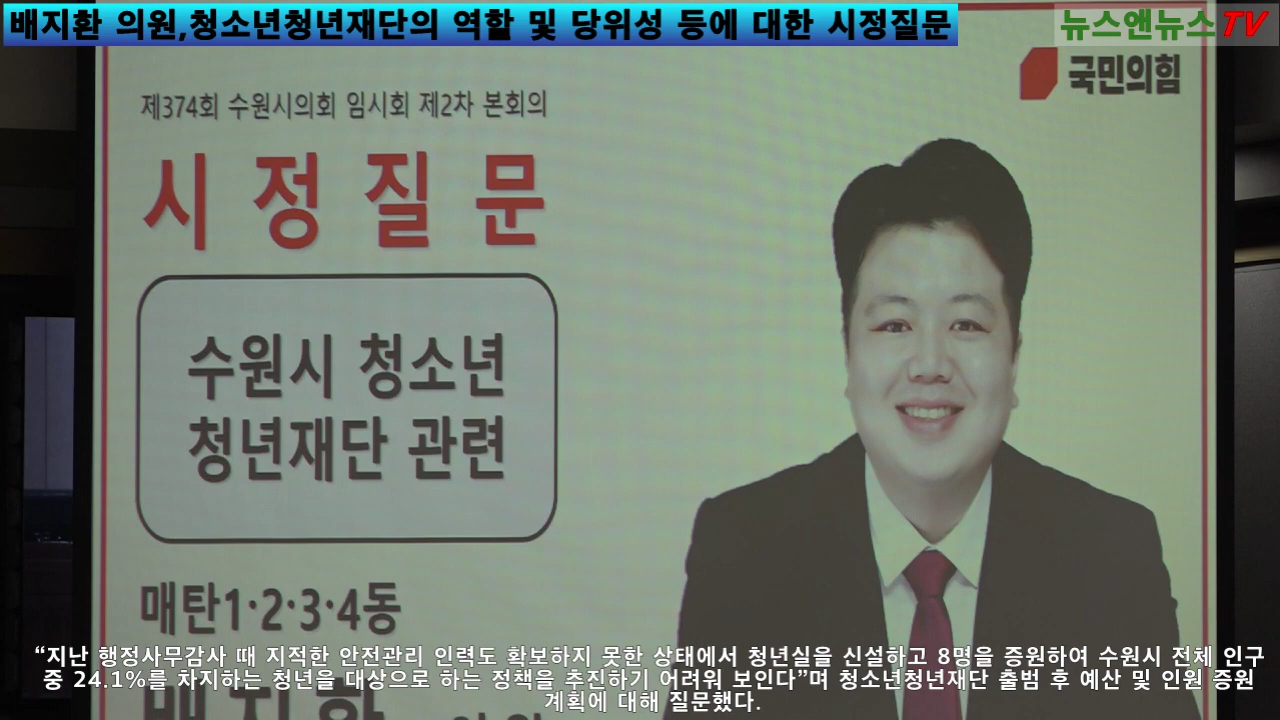 배지환 의원,청소년청년재단의 역할 및 당위성 등에 대한 시정질문
뉴스앤뉴스TV
국민의힘
제374회 수원시의회 임시회 제2차 본회의
시정질문
수원시 청소년
청년재단 관련
매탄1·2·3·4동
배지환 의원
“지난 행정사무감사 때 지적한 안전관리 인력도 확보하지 못한 상태에서 청년실을 신설하고 8명을 증원하여 수원시 전체 인구
중 24.1%를 차지하는 청년을 대상으로 하는 정책을 추진하기 어려워 보인다”며 청소년청년재단 출범 후 예산 및 인원 증원
계획에 대해 질문했다.